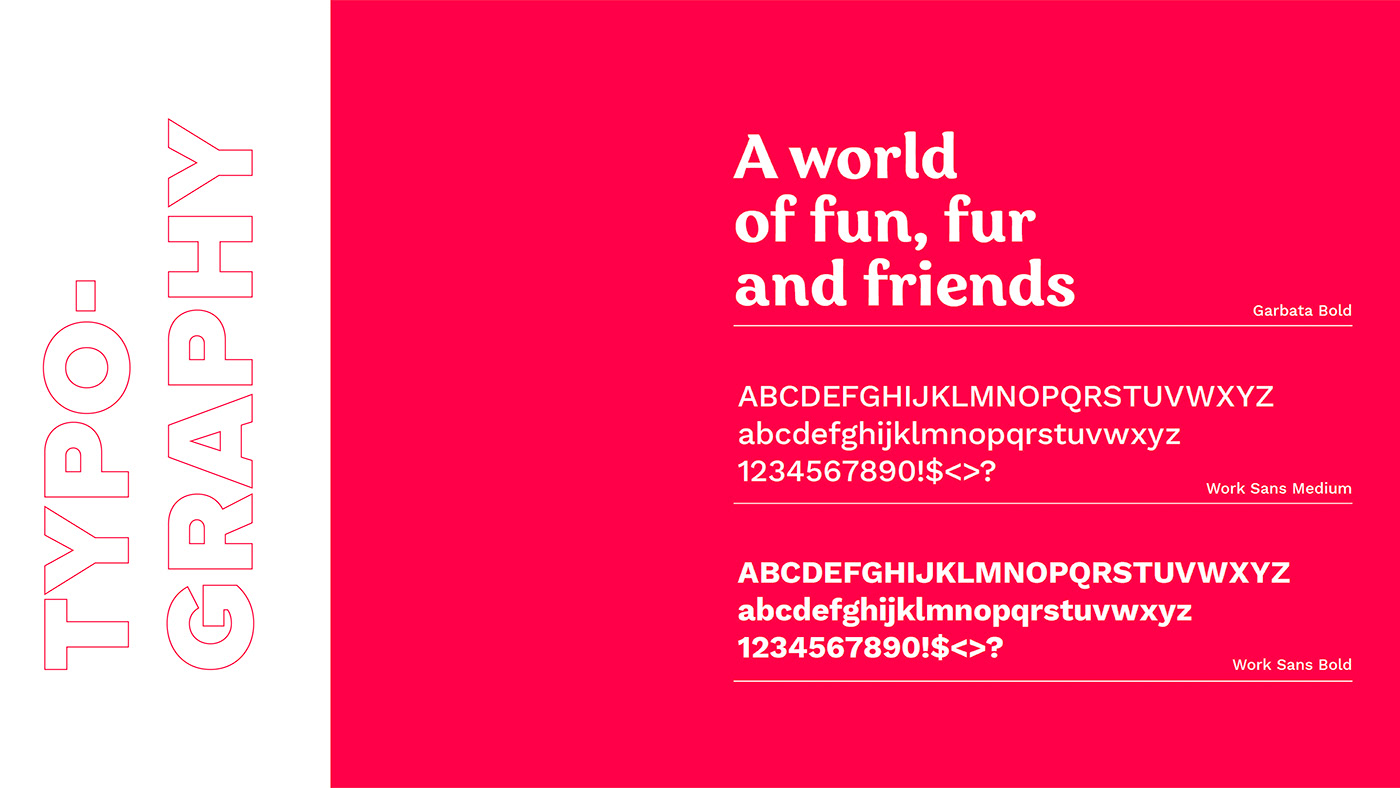 TYPO-
GRAPHY
A world
of fun, fur
and friends
Garbata Bold
ABCDEFGHIJKLMNOPQRSTUVWXYZ
abcdefghijklmnopqrstuvwxyz
1234567890!$<>?
Work Sans Medium
ABCDEFGHIJKLMNOPQRSTUVWXYZ
abcdefghijklmnopqrstuvwxyz
1234567890!$<>?
Work Sans Bold